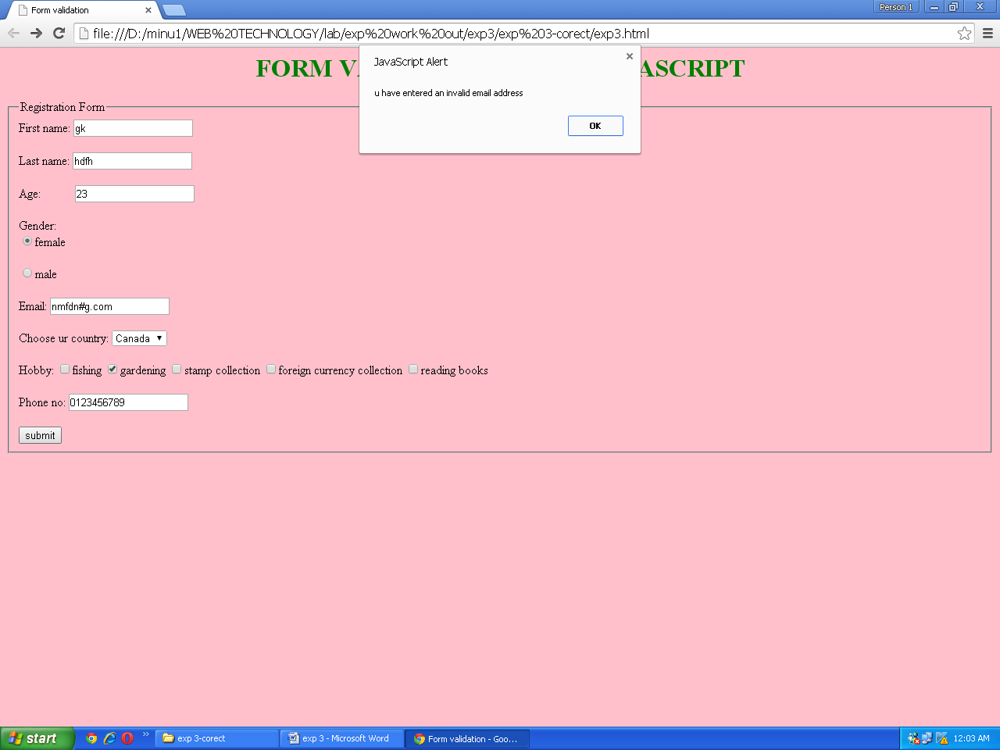 Form validation
Person 1
file:///D:/minu1/WEB%20TECHNOLOGY/lab/exp%20work%20out/exp3/exp%203-corect/exp3.html
JavaScript Alert
u have entered an invalid email address
OK
FORM V ASCRIPT
Registration Form
First name: gk
Last name: hdfh
Age: 23
Gender:
female
male
Email: nmfdn#g.com
Choose ur country: Canada
Hobby: fishing gardening stamp collection foreign currency collection reading books
Phone no: 0123456789
submit
start
exp 3-corect
exp 3 - Microsoft Word
Form validation - Goo...
12:03 AM